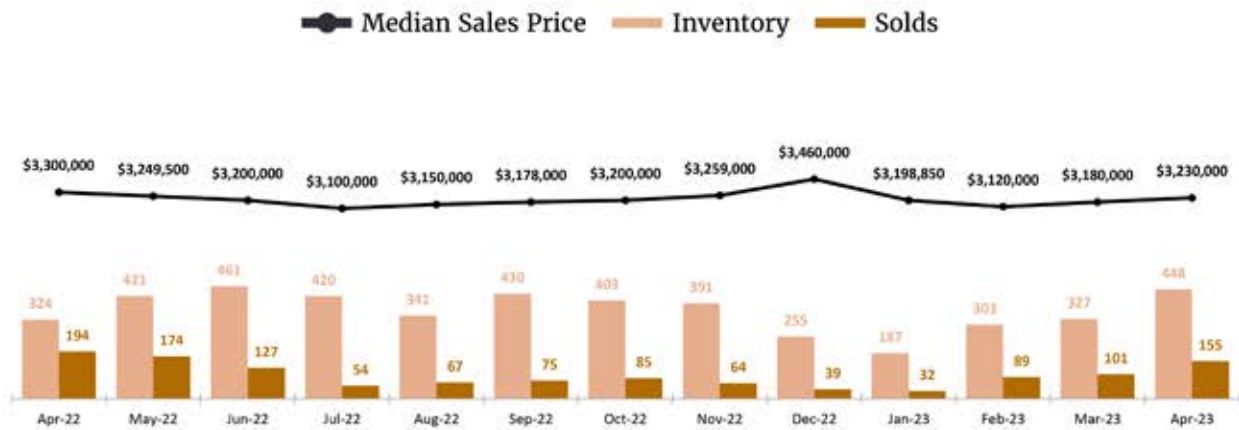 Median Sales Price Inventory Solds
$3,300,000 $3,249,500 $3,200,000 $3,100,000 $3,150,000 $3,178,000 $3,200,000 $3,259,000 $3,460,000 $3,198,850 $3,120,000 $3,180,000 $3,230,000
324 421 461 420 341 430 403 391 255 187 303 327 448
194 174 127 54 67 75 85 64 39 32 89 101 155
Apr-22 May-22 Jun-22 Jul-22 Aug-22 Sep-22 Oct-22 Nov-22 Dec-22 Jan-23 Feb-23 Mar-23 Apr-23